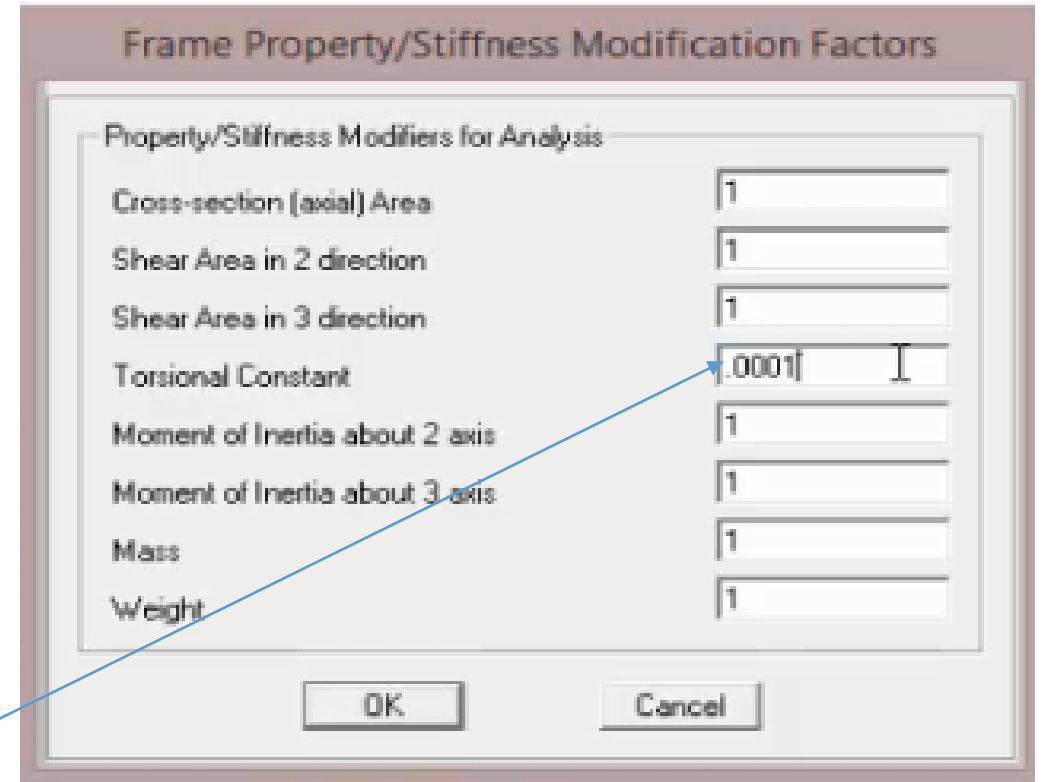 Frame Property/Stiffness Modification Factors
Property/Stiffness Modifiers for Analysis
Cross-section (axial) Area 1
Shear Area in 2 direction 1
Shear Area in 3 direction 1
Torsional Constant .0001
Moment of Inertia about 2 axis 1
Moment of Inertia about 3 axis 1
Mass 1
Weight 1
OK Cancel